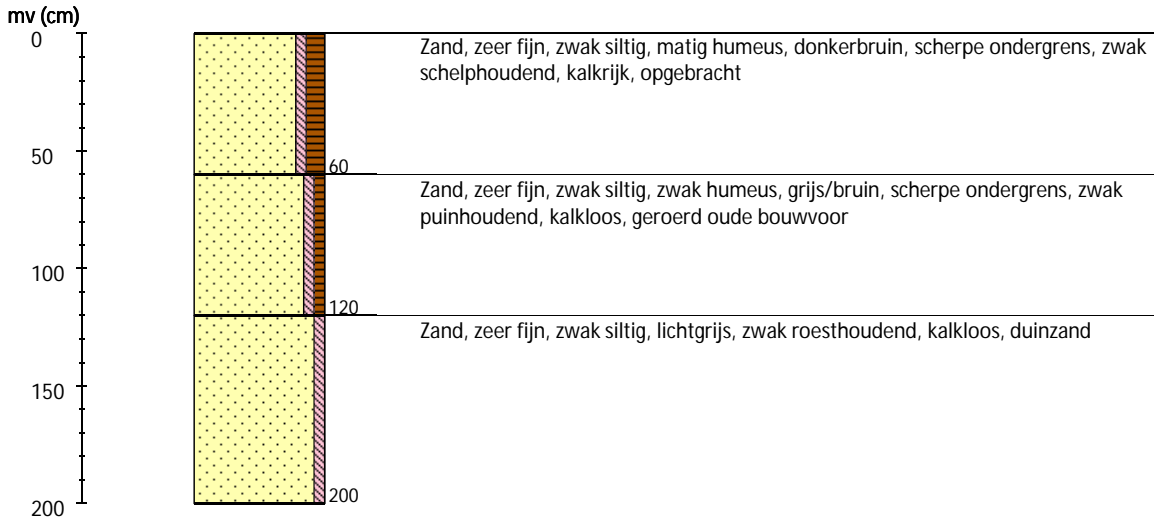 mv (cm)
0
Zand, zeer fijn, zwak siltig, matig humeus, donkerbruin, scherpe ondergrens, zwak
schelphoudend, kalkrijk, opgebracht
50
60
Zand, zeer fijn, zwak siltig, zwak humeus, grijs/bruin, scherpe ondergrens, zwak
puinhoudend, kalkloos, geroerd oude bouwvoor
100
120
Zand, zeer fijn, zwak siltig, lichtgrijs, zwak roesthoudend, kalkloos, duinzand
150
200
200